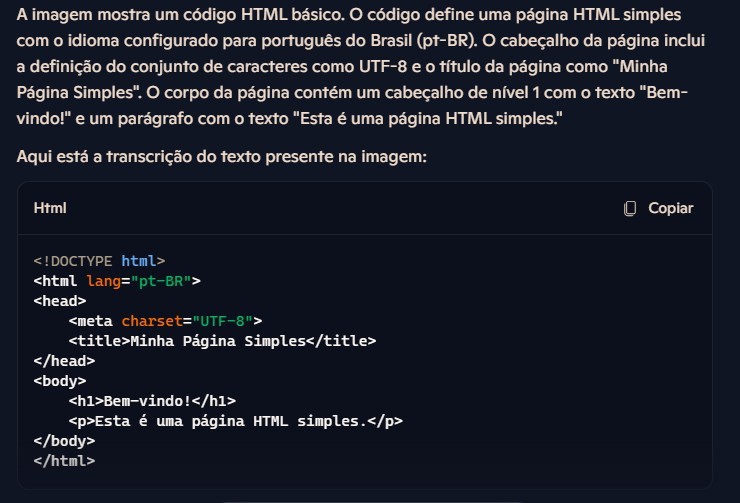 A imagem mostra um código HTML básico. O código define uma página HTML simples
com o idioma configurado para português do Brasil (pt-BR). O cabeçalho da página inclui
a definição do conjunto de caracteres como UTF-8 e o título da página como "Minha
Página Simples". O corpo da página contém um cabeçalho de nível 1 com o texto "Bem-
vindo!" e um parágrafo com o texto "Esta é uma página HTML simples."
Aqui está a transcrição do texto presente na imagem:
Html Copiar
<!DOCTYPE html>
<html lang="pt-BR">
<head>
    <meta charset="UTF-8">
    <title>Minha Página Simples</title>
</head>
<body>
    <h1>Bem-vindo!</h1>
    <p>Esta é uma página HTML simples.</p>
</body>
</html>